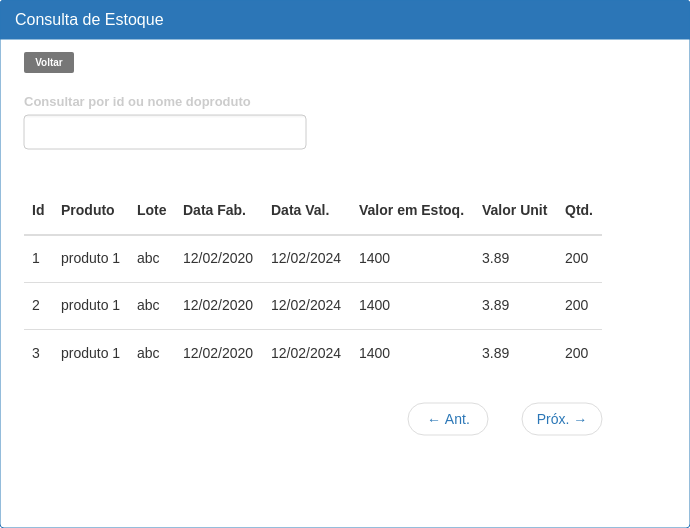 Consulta de Estoque
Voltar
Consultar por id ou nome doproduto
Id Produto Lote Data Fab. Data Val. Valor em Estoq. Valor Unit Qtd.
1 produto 1 abc 12/02/2020 12/02/2024 1400 3.89 200
2 produto 1 abc 12/02/2020 12/02/2024 1400 3.89 200
3 produto 1 abc 12/02/2020 12/02/2024 1400 3.89 200
← Ant. Próx. →